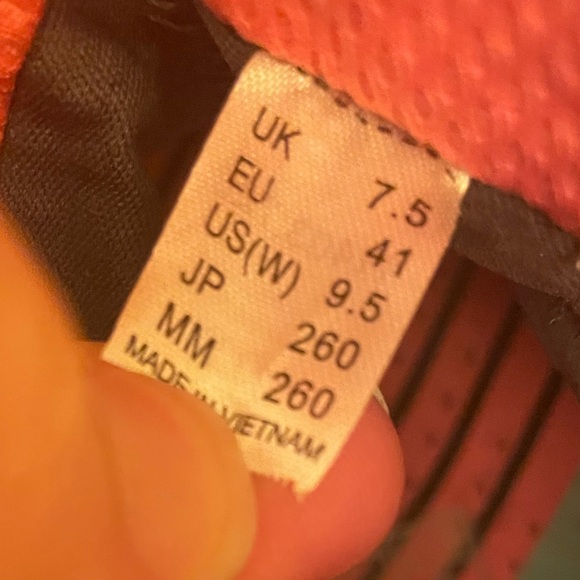 UK 7.5
EU 41
US(W) 9.5
JP 260
MM 260
MADE IN VIETNAM